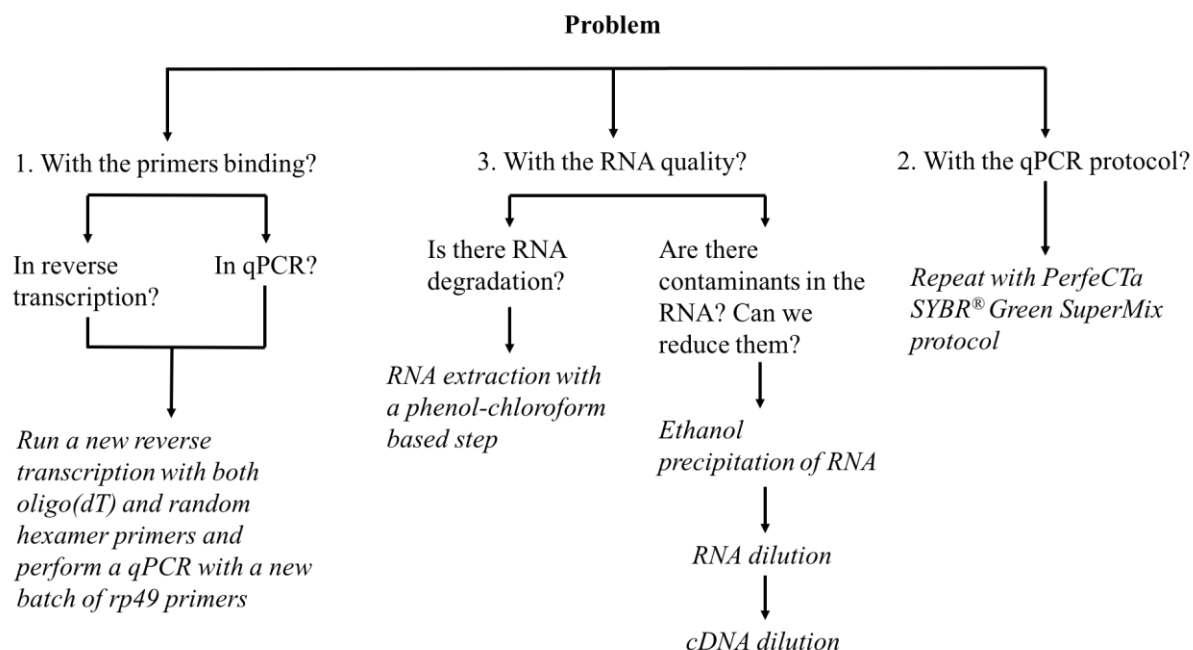 Problem
1. With the primers binding?
In reverse
transcription?
In qPCR?
Run a new reverse
transcription with both
oligo(dT) and random
hexamer primers and
perform a qPCR with a new
batch of rp49 primers
3. With the RNA quality?
Is there RNA
degradation?
RNA extraction with
a phenol-chloroform
based step
Are there
contaminants in the
RNA? Can we
reduce them?
Ethanol
precipitation of RNA
RNA dilution
cDNA dilution
2. With the qPCR protocol?
Repeat with PerfeCTa
SYBR® Green SuperMix
protocol